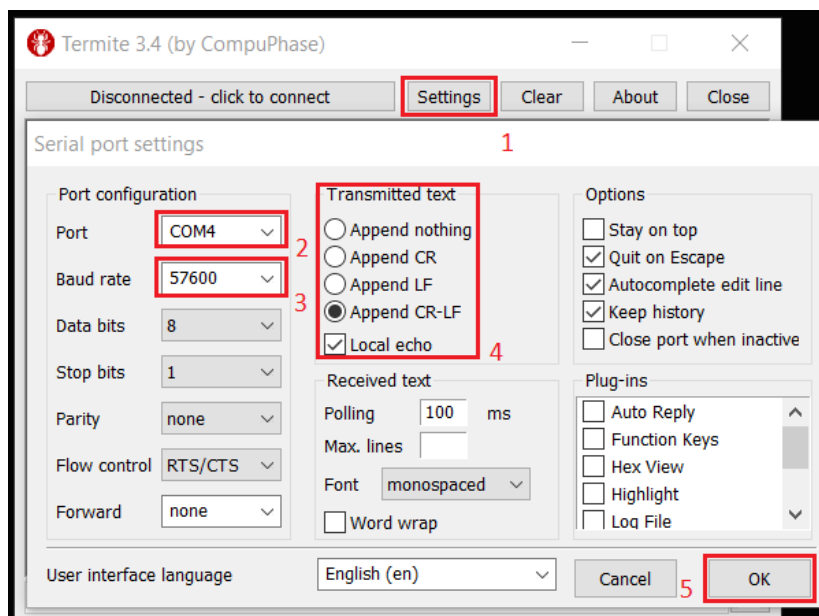 Termite 3.4 (by CompuPhase)
Disconnected - click to connect
Settings
Clear
About
Close
Serial port settings
1
Port configuration
Port
COM4
2
Baud rate
57600
3
Data bits
8
Stop bits
1
Parity
none
Flow control
RTS/CTS
Forward
none
Transmitted text
Append nothing
Append CR
Append LF
Append CR-LF
Local echo
4
Received text
Polling
100
ms
Max. lines
Font
monospaced
Word wrap
Options
Stay on top
Quit on Escape
Autocomplete edit line
Keep history
Close port when inactive
Plug-ins
Auto Reply
Function Keys
Hex View
Highlight
Log File
User interface language
English (en)
Cancel
5
OK